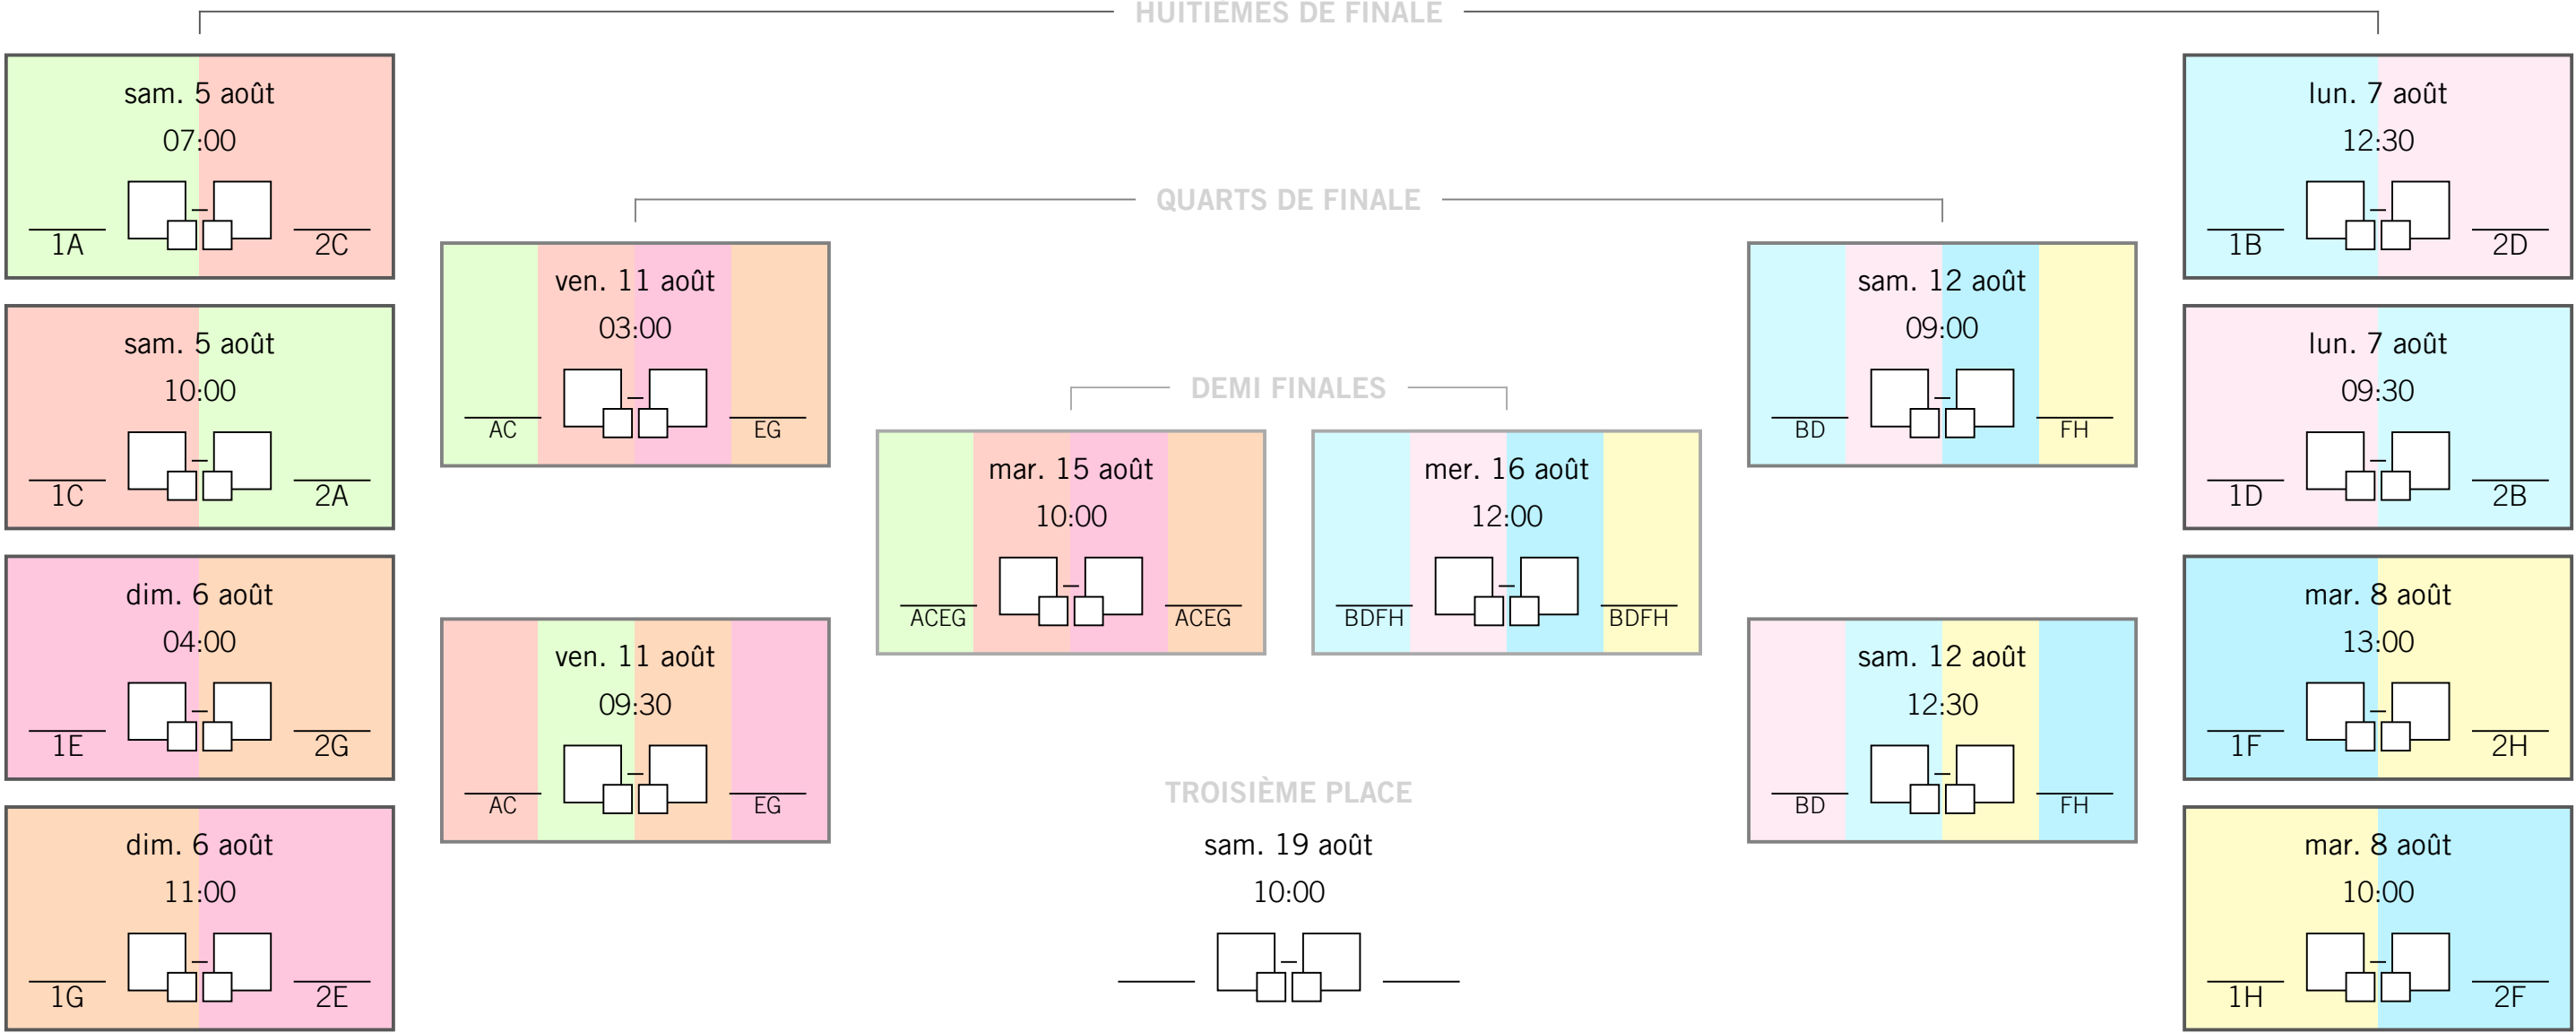 HUITIÈMES DE FINALE
sam. 5 août
07:00
1A – 2C
sam. 5 août
10:00
1C – 2A
dim. 6 août
04:00
1E – 2G
dim. 6 août
11:00
1G – 2E
QUARTS DE FINALE
ven. 11 août
03:00
AC – EG
ven. 11 août
09:30
AC – EG
DEMI FINALES
mar. 15 août
10:00
ACEG – ACEG
mer. 16 août
12:00
BDFH – BDFH
TROISIÈME PLACE
sam. 19 août
10:00
–
sam. 12 août
09:00
BD – FH
sam. 12 août
12:30
BD – FH
lun. 7 août
12:30
1B – 2D
lun. 7 août
09:30
1D – 2B
mar. 8 août
13:00
1F – 2H
mar. 8 août
10:00
1H – 2F